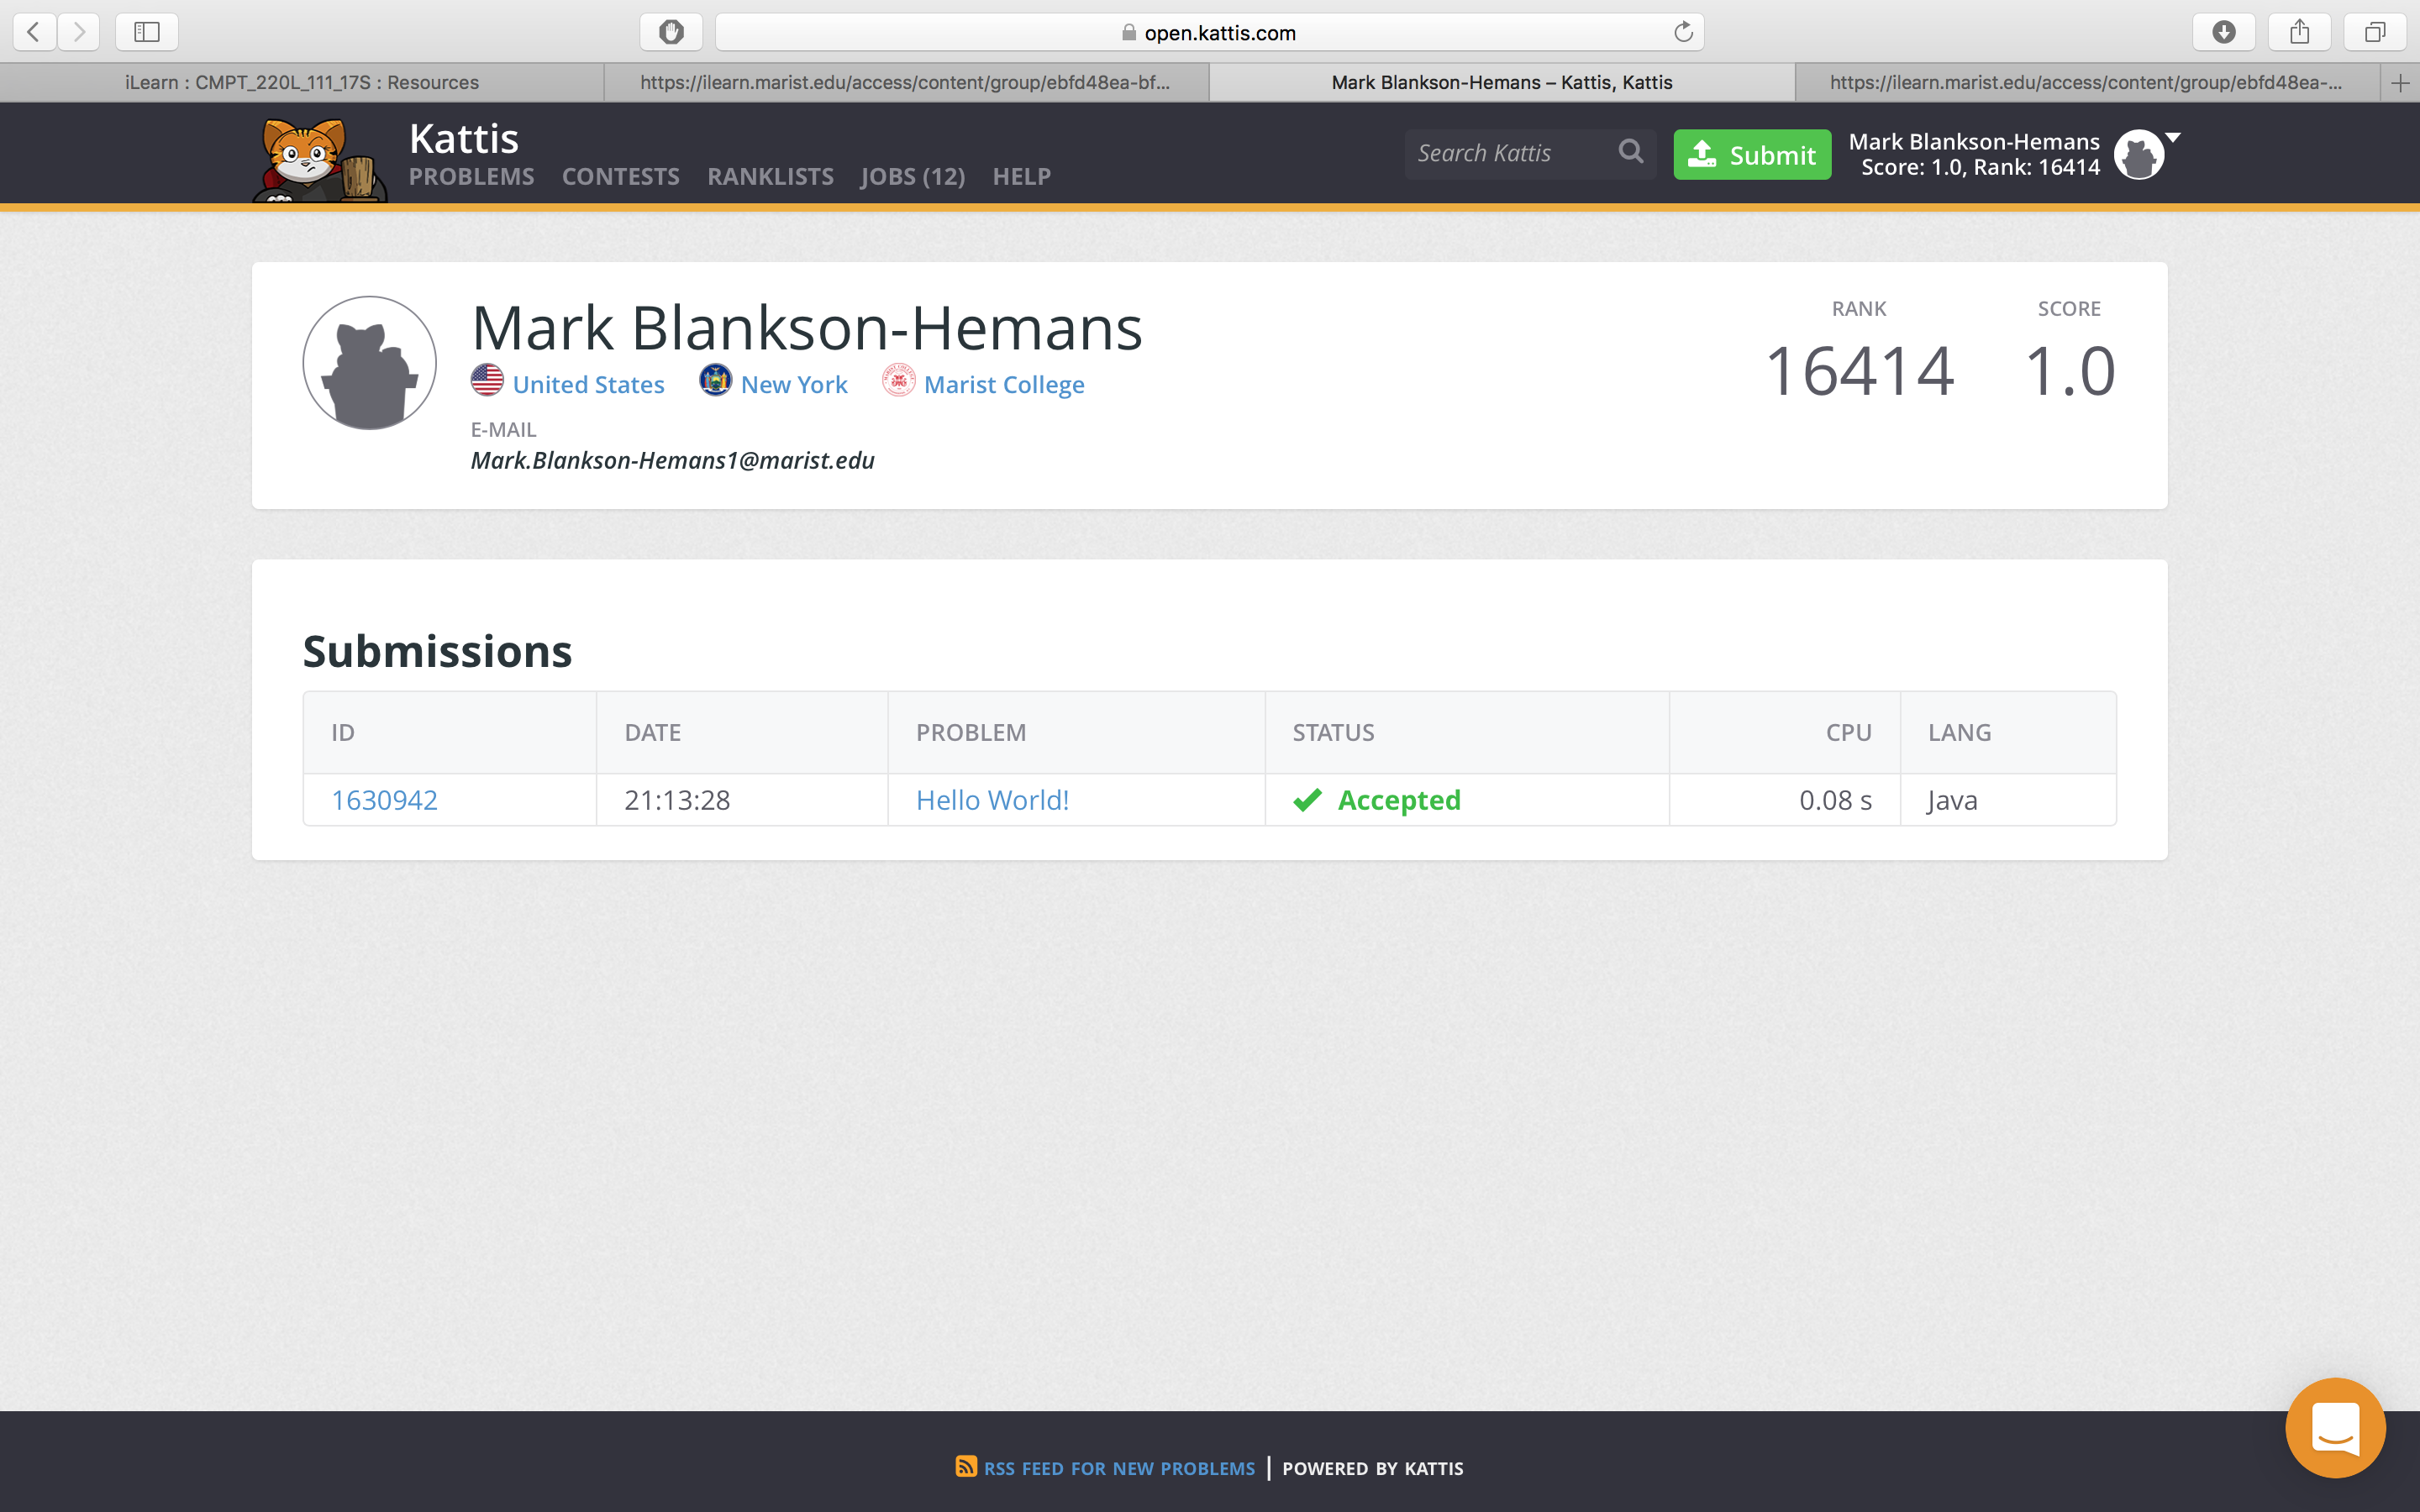 open.kattis.com
iLearn : CMPT_220L_111_17S : Resources
https://ilearn.marist.edu/access/content/group/ebfd48ea-bf...
Mark Blankson-Hemans – Kattis, Kattis
https://ilearn.marist.edu/access/content/group/ebfd48ea-...
Kattis
PROBLEMS CONTESTS RANKLISTS JOBS (12) HELP
Search Kattis
Submit
Mark Blankson-Hemans
Score: 1.0, Rank: 16414
Mark Blankson-Hemans
United States New York Marist College
E-MAIL
Mark.Blankson-Hemans1@marist.edu
RANK
16414
SCORE
1.0
Submissions
ID DATE PROBLEM STATUS CPU LANG
1630942 21:13:28 Hello World! Accepted 0.08 s Java
RSS FEED FOR NEW PROBLEMS | POWERED BY KATTIS